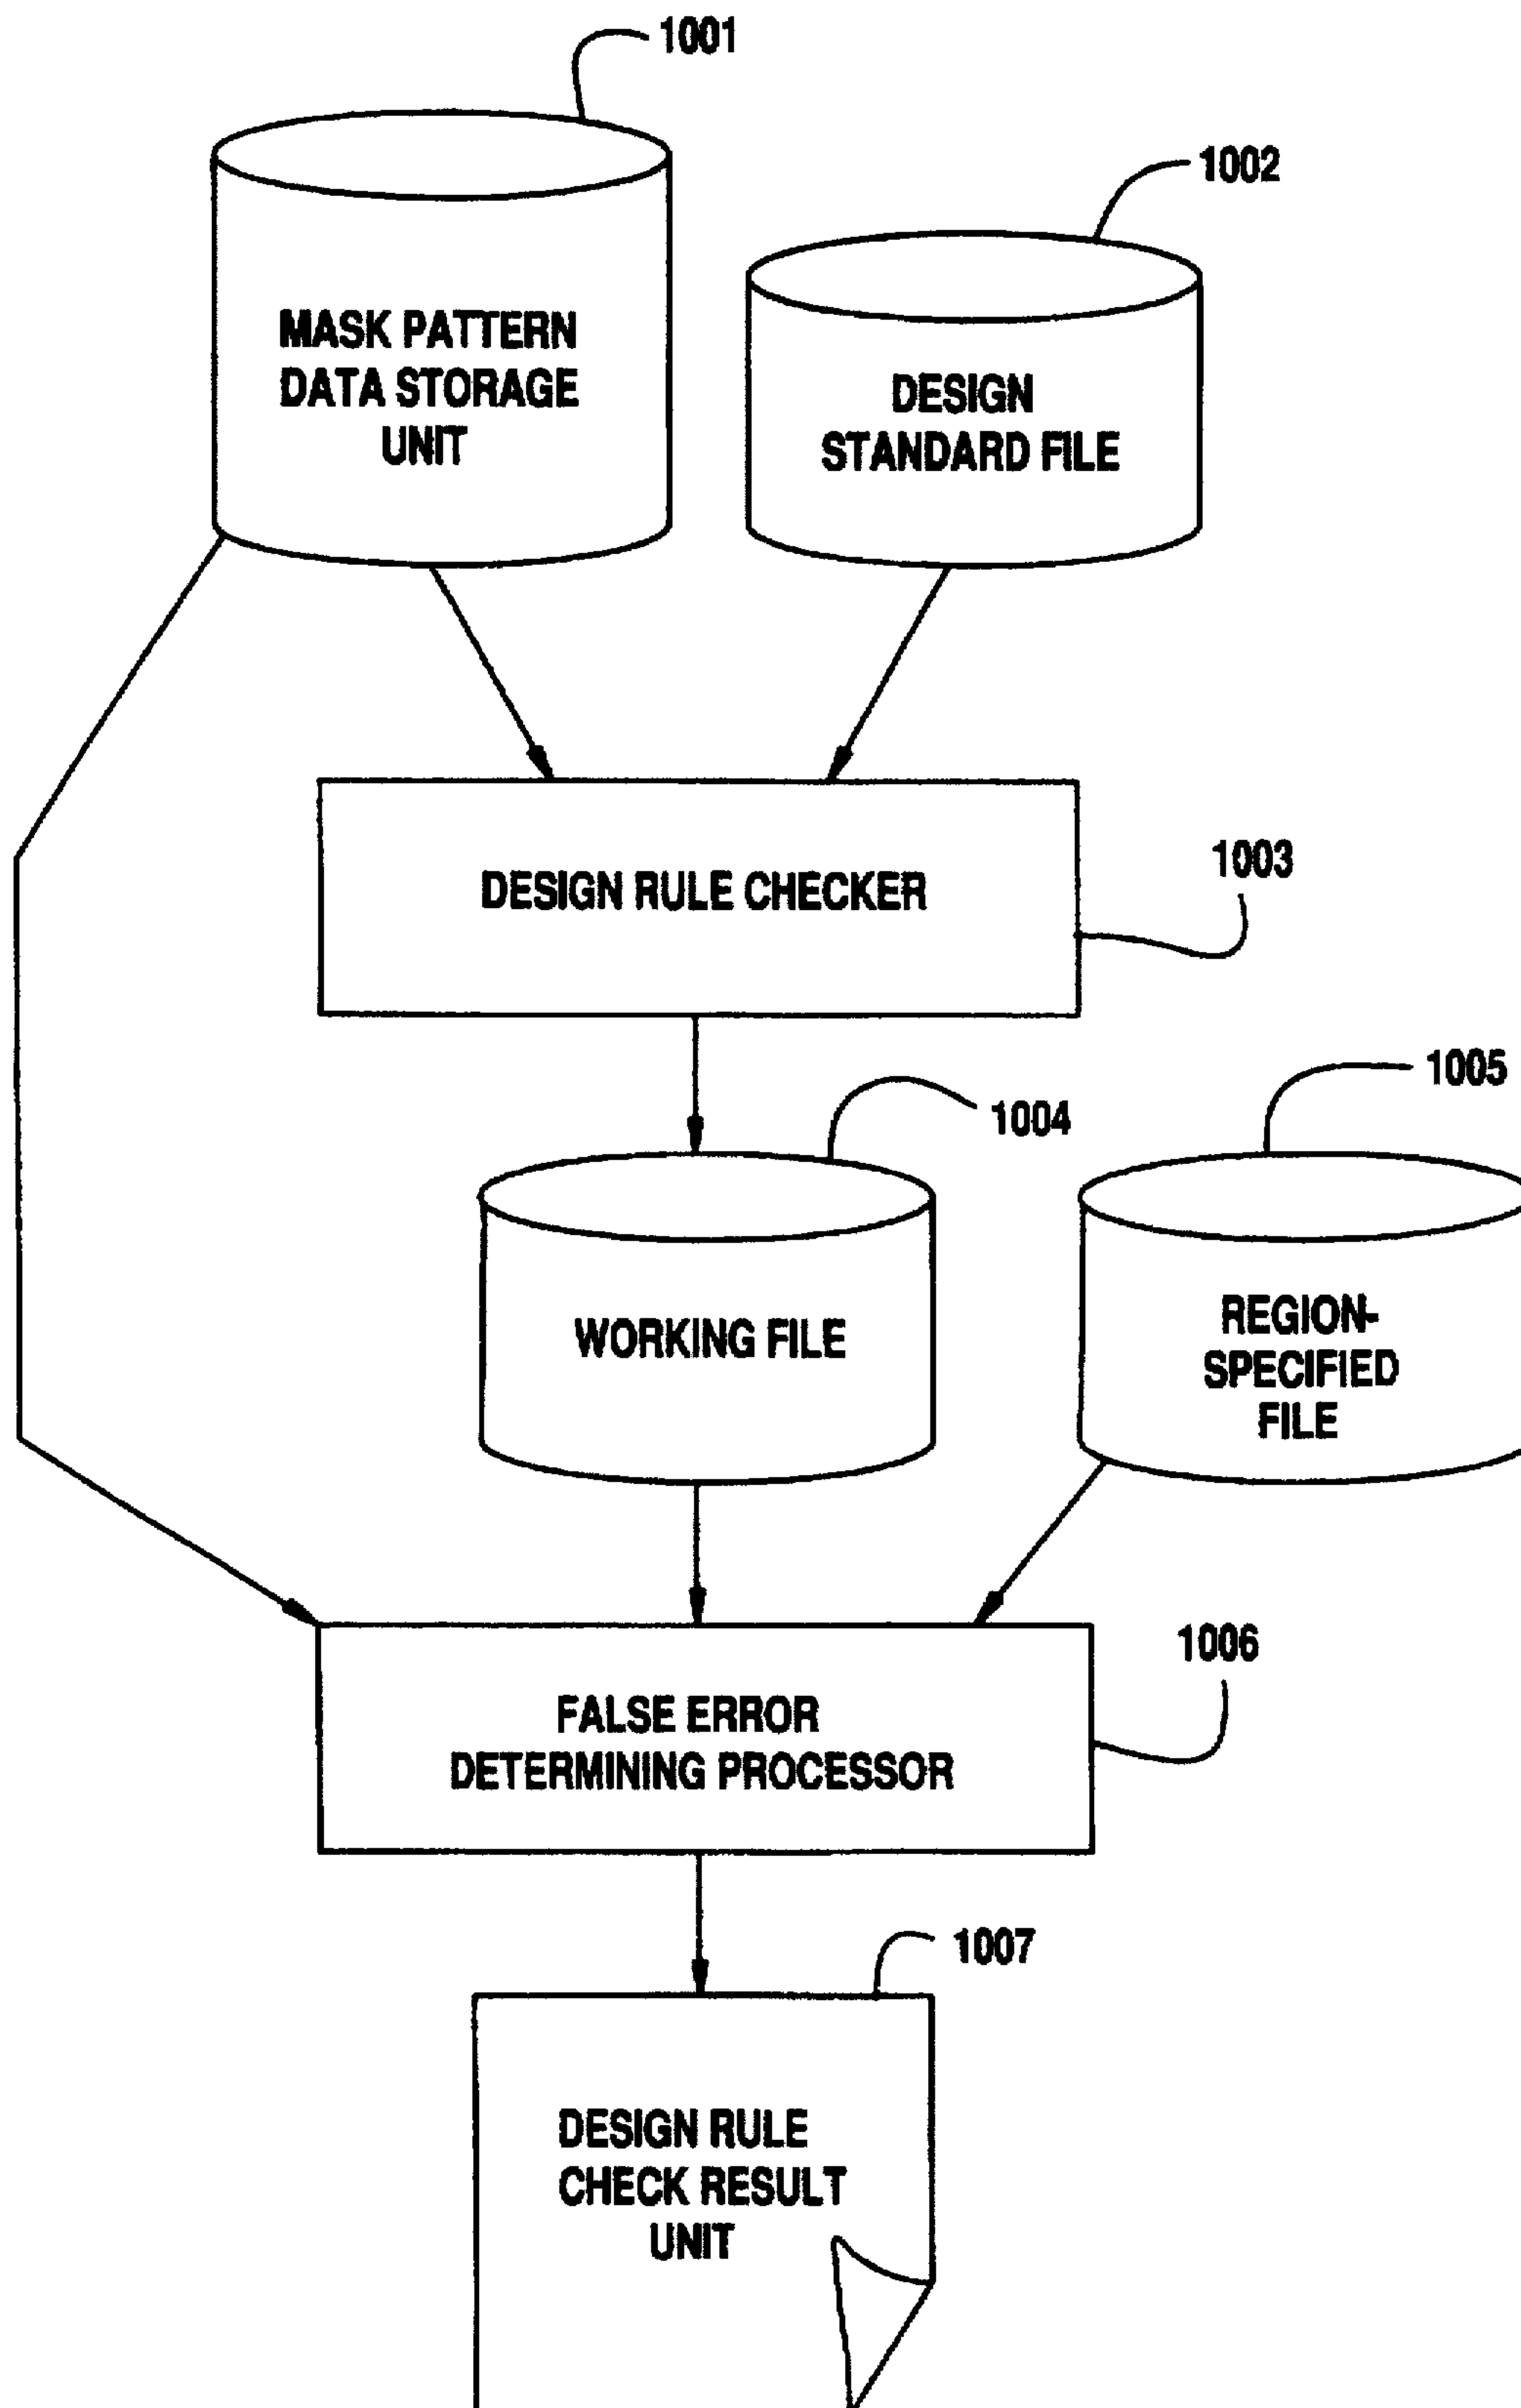 1001
1002
MASK PATTERN
DATA STORAGE
UNIT
DESIGN
STANDARD FILE
DESIGN RULE CHECKER
1003
1004
1005
WORKING FILE
REGION-
SPECIFIED
FILE
1006
FALSE ERROR
DETERMINING PROCESSOR
1007
DESIGN RULE
CHECK RESULT
UNIT